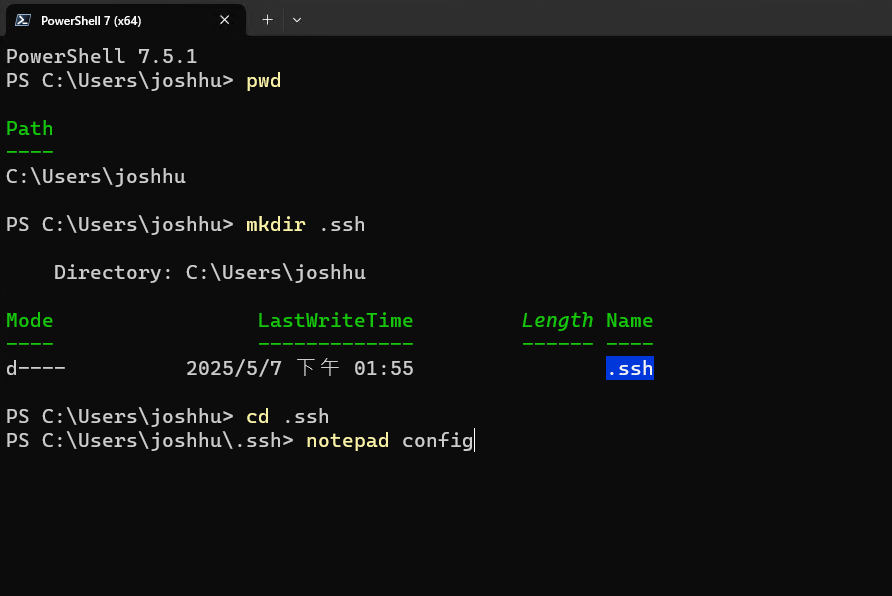 PowerShell 7 (x64)
PowerShell 7.5.1
PS C:\Users\joshhu> pwd
Path
----
C:\Users\joshhu
PS C:\Users\joshhu> mkdir .ssh
    Directory: C:\Users\joshhu
Mode                 LastWriteTime         Length Name
----                 -------------         ------ ----
d----          2025/5/7 下午 01:55                .ssh
PS C:\Users\joshhu> cd .ssh
PS C:\Users\joshhu\.ssh> notepad config